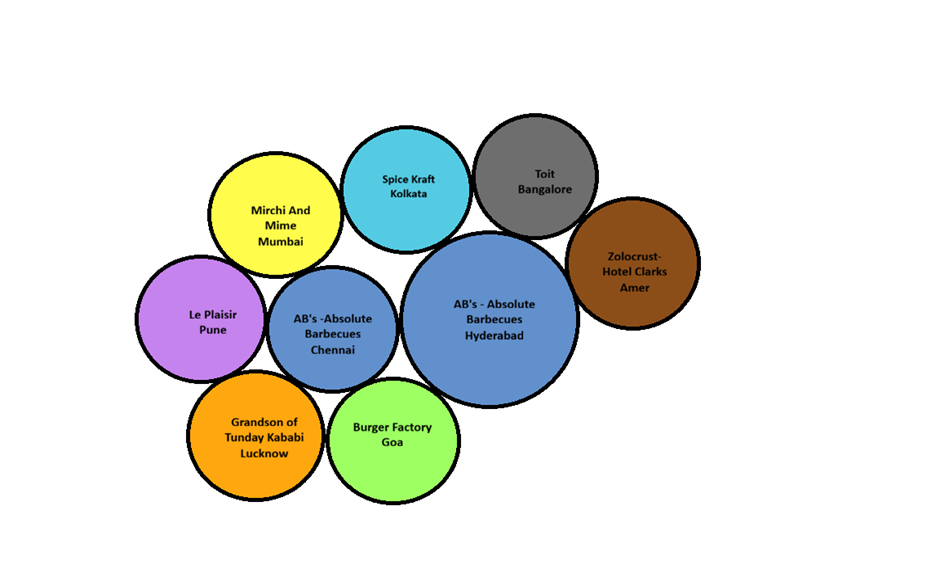 Spice Kraft
Kolkata
Toit
Bangalore
Mirchi And
Mime
Mumbai
Zolocrust-
Hotel Clarks
Amer
Le Plaisir
Pune
AB's -Absolute
Barbecues
Chennai
AB's - Absolute
Barbecues
Hyderabad
Grandson of
Tunday Kababi
Lucknow
Burger Factory
Goa